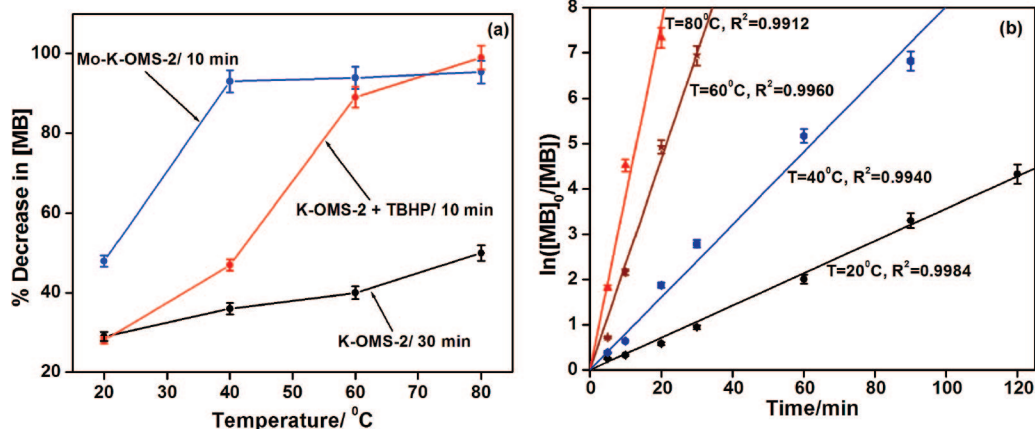 (a)
Mo-K-OMS-2/ 10 min
K-OMS-2 + TBHP/ 10 min
K-OMS-2/ 30 min
% Decrease in [MB]
100
80
60
40
20
20 30 40 50 60 70 80
Temperature/ ⁰C
(b)
T=80⁰C, R²=0.9912
T=60⁰C, R²=0.9960
T=40⁰C, R²=0.9940
T=20⁰C, R²=0.9984
ln([MB]₀/[MB])
8
7
6
5
4
3
2
1
0
0 20 40 60 80 100 120
Time/min